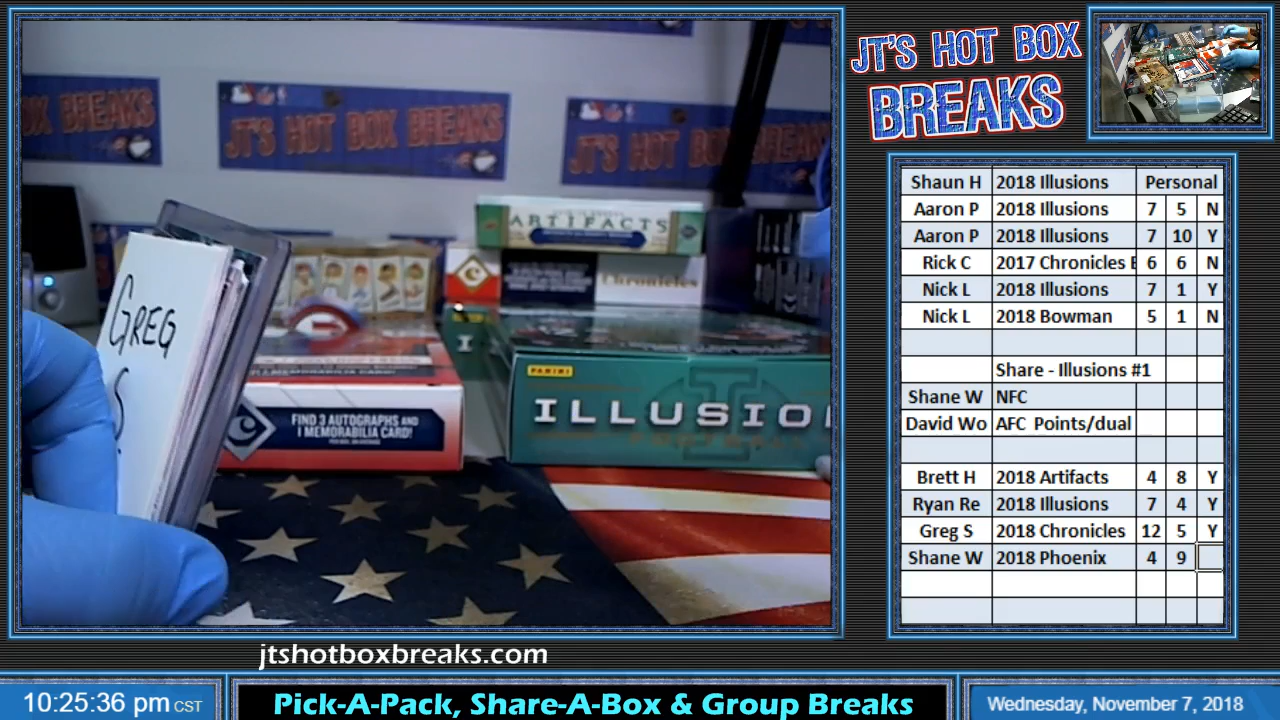 JT'S HOT BOX BREAKS
OX BREAKS
JT'S HOT BOX BREAKS
JT'S HOT BOX BREAKS
ARTIFACTS
Chronicles
GREG
S
FIND 3 AUTOGRAPHS AND
1 MEMORABILIA CARD!
I
PANINI
ILLUSIO
Shaun H 2018 Illusions Personal
Aaron P 2018 Illusions 7 5 N
Aaron P 2018 Illusions 7 10 Y
Rick C 2017 Chronicles 6 6 N
Nick L 2018 Illusions 7 1 Y
Nick L 2018 Bowman 5 1 N
Share - Illusions #1
Shane W NFC
David Wo AFC Points/dual
Brett H 2018 Artifacts 4 8 Y
Ryan Re 2018 Illusions 7 4 Y
Greg S 2018 Chronicles 12 5 Y
Shane W 2018 Phoenix 4 9
jtshotboxbreaks.com
10:25:36 pm CST
Pick-A-Pack, Share-A-Box & Group Breaks
Wednesday, November 7, 2018